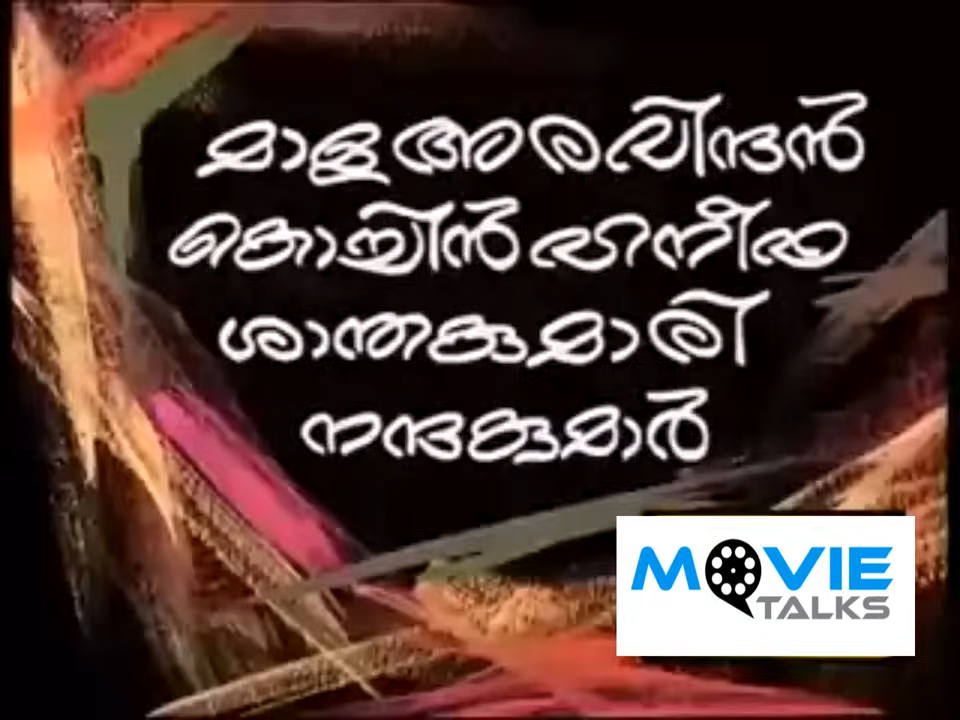 മാള അരവിന്ദൻ
കൊച്ചിൻ ഹനീഫ
ശാന്തകുമാരി
നന്ദകുമാർ
MOVIE
TALKS